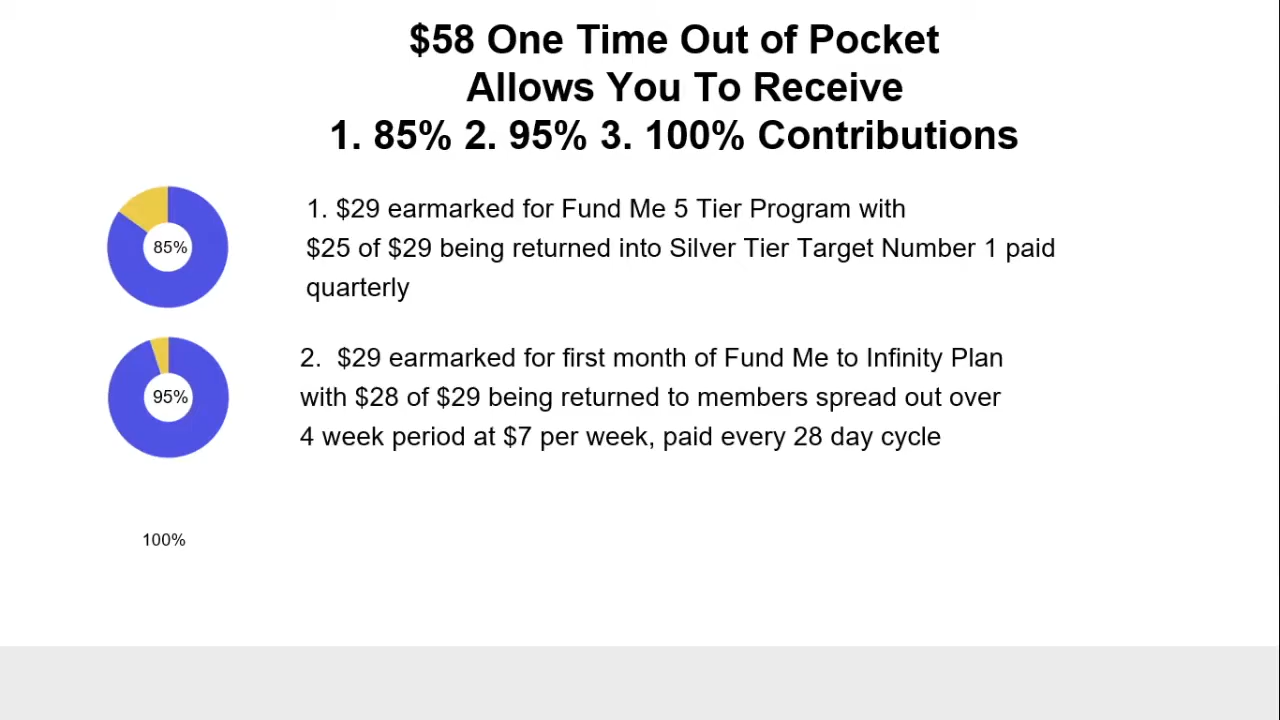 $58 One Time Out of Pocket
Allows You To Receive
1. 85% 2. 95% 3. 100% Contributions
85%
1. $29 earmarked for Fund Me 5 Tier Program with
$25 of $29 being returned into Silver Tier Target Number 1 paid
quarterly
95%
2. $29 earmarked for first month of Fund Me to Infinity Plan
with $28 of $29 being returned to members spread out over
4 week period at $7 per week, paid every 28 day cycle
100%